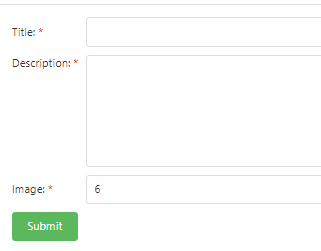 Title: *
Description: *
Image: * 6
Submit